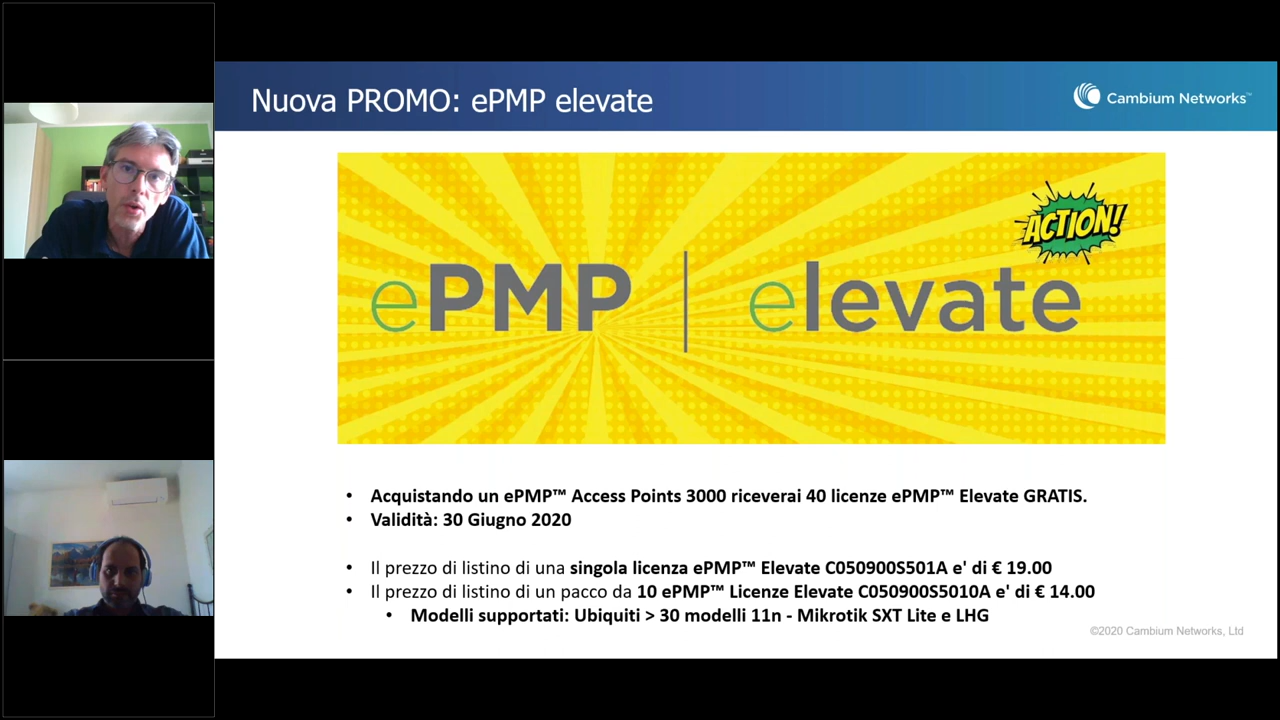 Nuova PROMO: ePMP elevate
Cambium Networks™
ACTION!
ePMP | elevate
• Acquistando un ePMP™ Access Points 3000 riceverai 40 licenze ePMP™ Elevate GRATIS.
• Validità: 30 Giugno 2020
• Il prezzo di listino di una singola licenza ePMP™ Elevate C050900S501A e' di € 19.00
• Il prezzo di listino di un pacco da 10 ePMP™ Licenze Elevate C050900S5010A e' di € 14.00
• Modelli supportati: Ubiquiti > 30 modelli 11n - Mikrotik SXT Lite e LHG
©2020 Cambium Networks, Ltd